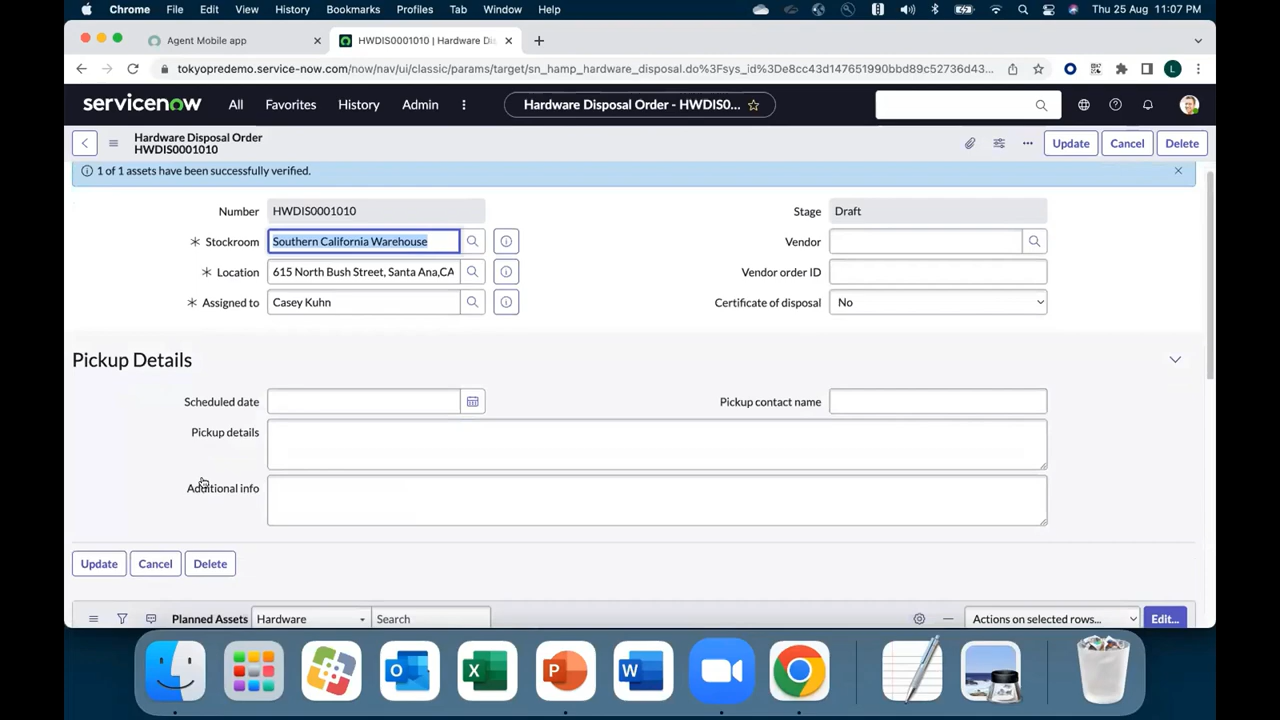 Chrome File Edit View History Bookmarks Profiles Tab Window Help Thu 25 Aug 11:07 PM
Agent Mobile app
HWDIS0001010 | Hardware Dis
tokyopredemo.service-now.com/now/nav/ui/classic/params/target/sn_hamp_hardware_disposal.do%3Fsys_id%3De8cc43d147651990bbd89c52736d43... L
servicenow All Favorites History Admin Hardware Disposal Order - HWDIS0...
Hardware Disposal Order
HWDIS0001010
Update Cancel Delete
1 of 1 assets have been successfully verified.
Number HWDIS0001010 Stage Draft
Stockroom Southern California Warehouse Vendor
Location 615 North Bush Street, Santa Ana,CA Vendor order ID
Assigned to Casey Kuhn Certificate of disposal No
Pickup Details
Scheduled date Pickup contact name
Pickup details
Additional info
Update Cancel Delete
Planned Assets Hardware Search Actions on selected rows... Edit...